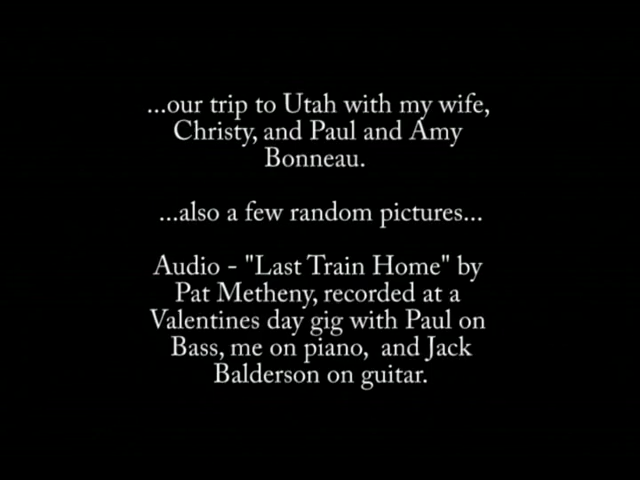 ...our trip to Utah with my wife,
Christy, and Paul and Amy
Bonneau.
...also a few random pictures...
Audio - "Last Train Home" by
Pat Metheny, recorded at a
Valentines day gig with Paul on
Bass, me on piano,  and Jack
Balderson on guitar.